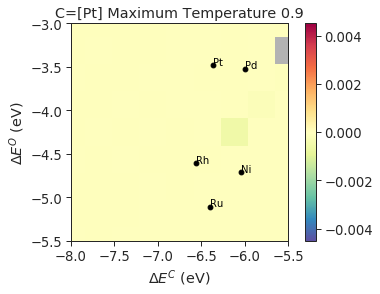 C=[Pt] Maximum Temperature 0.9
−3.0
−3.5
−4.0
−4.5
−5.0
−5.5
ΔE^O (eV)
Pt
Pd
Rh
Ni
Ru
−8.0 −7.5 −7.0 −6.5 −6.0 −5.5
ΔE^C (eV)
0.004
0.002
0.000
−0.002
−0.004